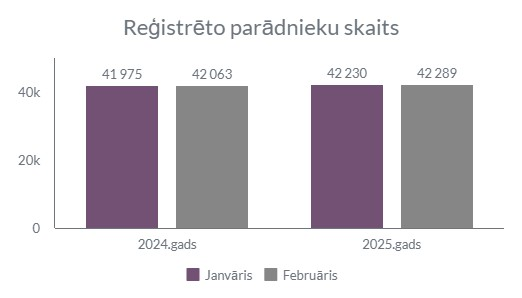 Reģistrēto parādnieku skaits
41 975
42 063
42 230
42 289
40k
20k
0
2024.gads
2025.gads
Janvāris
Februāris